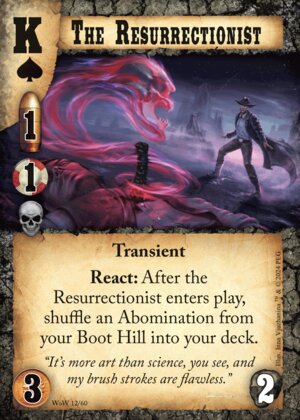 K
THE RESURRECTIONIST
1
1
Transient
React: After the
Resurrectionist enters play,
shuffle an Abomination from
your Boot Hill into your deck.
"It's more art than science, you see, and
my brush strokes are flawless."
3
WoW 12/60
2